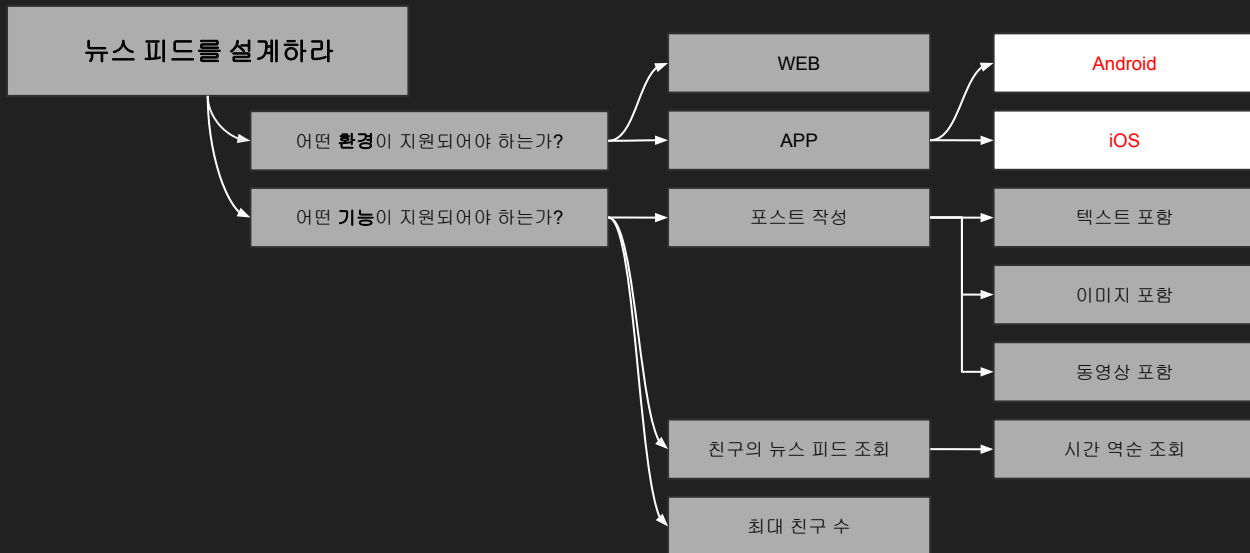 뉴스 피드를 설계하라
WEB
Android
어떤 환경이 지원되어야 하는가?
APP
iOS
어떤 기능이 지원되어야 하는가?
포스트 작성
텍스트 포함
이미지 포함
동영상 포함
친구의 뉴스 피드 조회
시간 역순 조회
최대 친구 수